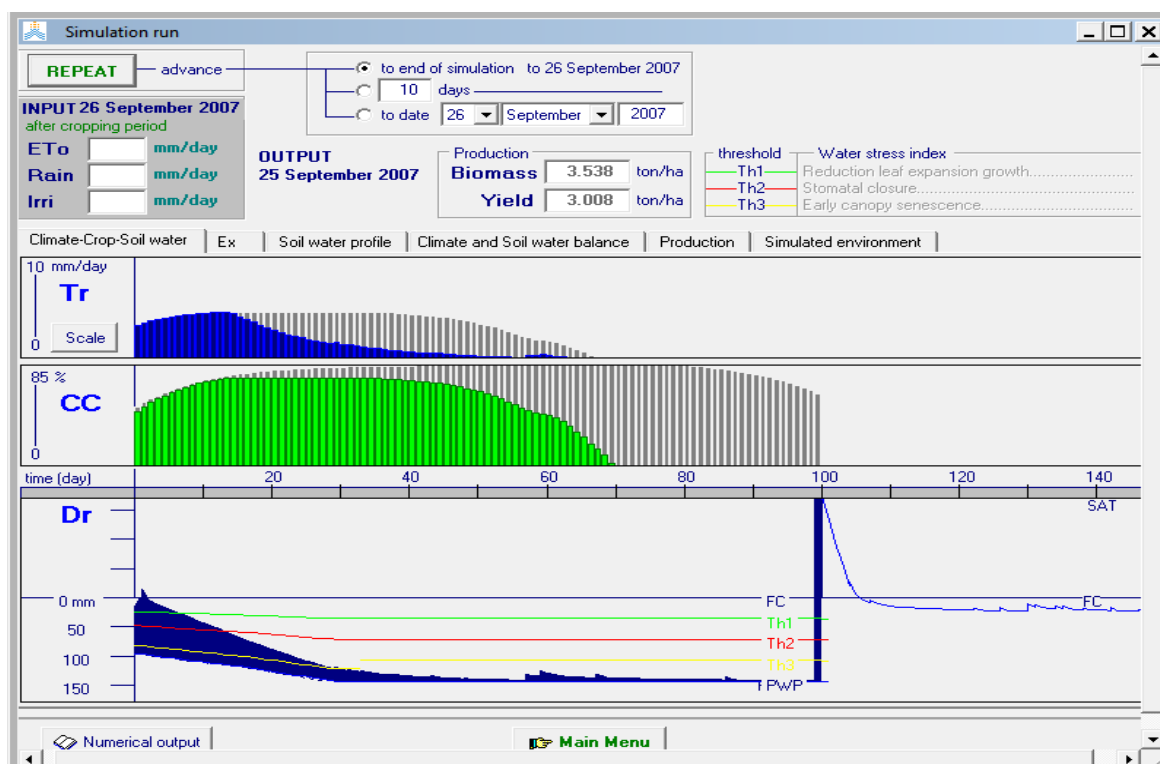 Simulation run
REPEAT advance to end of simulation to 26 September 2007
10 days
to date 26 September 2007
INPUT 26 September 2007
after cropping period
ETo mm/day
Rain mm/day
Irri mm/day
OUTPUT
25 September 2007
Production
Biomass 3.538 ton/ha
Yield 3.008 ton/ha
threshold Water stress index
Th1 Reduction leaf expansion growth
Th2 Stomatal closure
Th3 Early canopy senescence
Climate-Crop-Soil water Ex Soil water profile Climate and Soil water balance Production Simulated environment
10 mm/day
Tr
Scale
0
85 %
CC
0
time (day) 20 40 60 80 100 120 140
Dr SAT
0 mm FC FC
Th1
50 Th2
100 Th3
150 PWP
Numerical output Main Menu